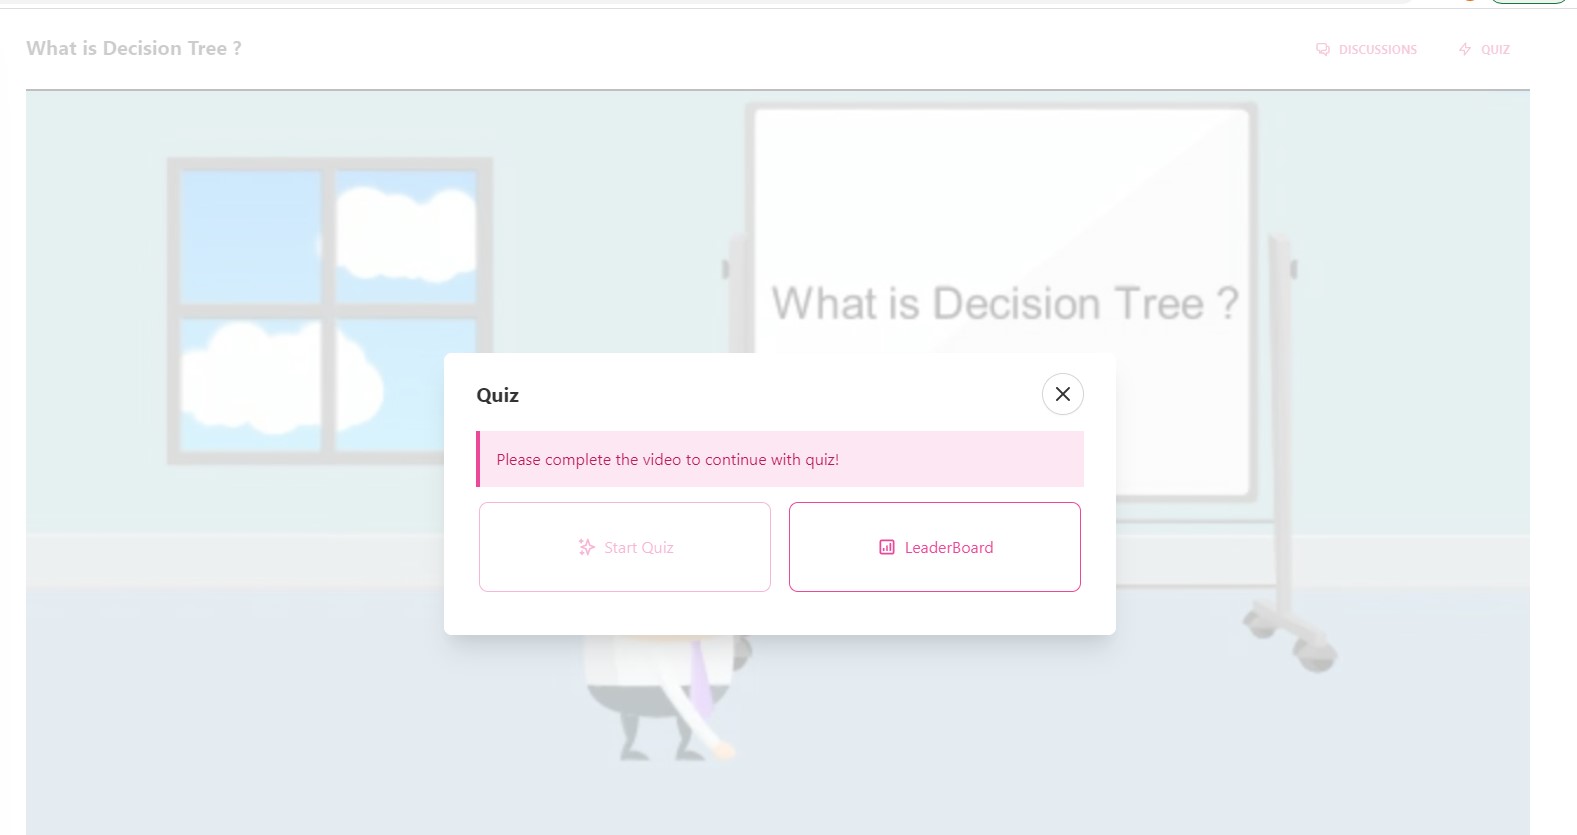 What is Decision Tree ?
DISCUSSIONS
QUIZ
What is Decision Tree ?
Quiz
Please complete the video to continue with quiz!
Start Quiz
LeaderBoard